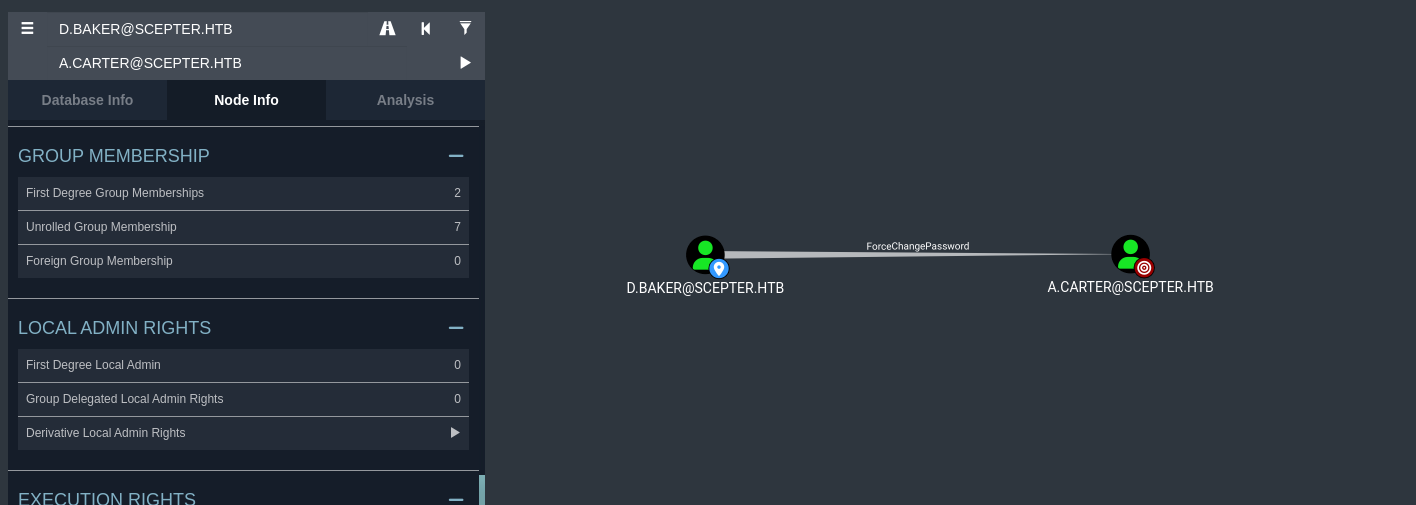 D.BAKER@SCEPTER.HTB
A.CARTER@SCEPTER.HTB
Database Info
Node Info
Analysis
GROUP MEMBERSHIP
First Degree Group Memberships 2
Unrolled Group Membership 7
Foreign Group Membership 0
LOCAL ADMIN RIGHTS
First Degree Local Admin 0
Group Delegated Local Admin Rights 0
Derivative Local Admin Rights
EXECUTION RIGHTS
ForceChangePassword
D.BAKER@SCEPTER.HTB
A.CARTER@SCEPTER.HTB